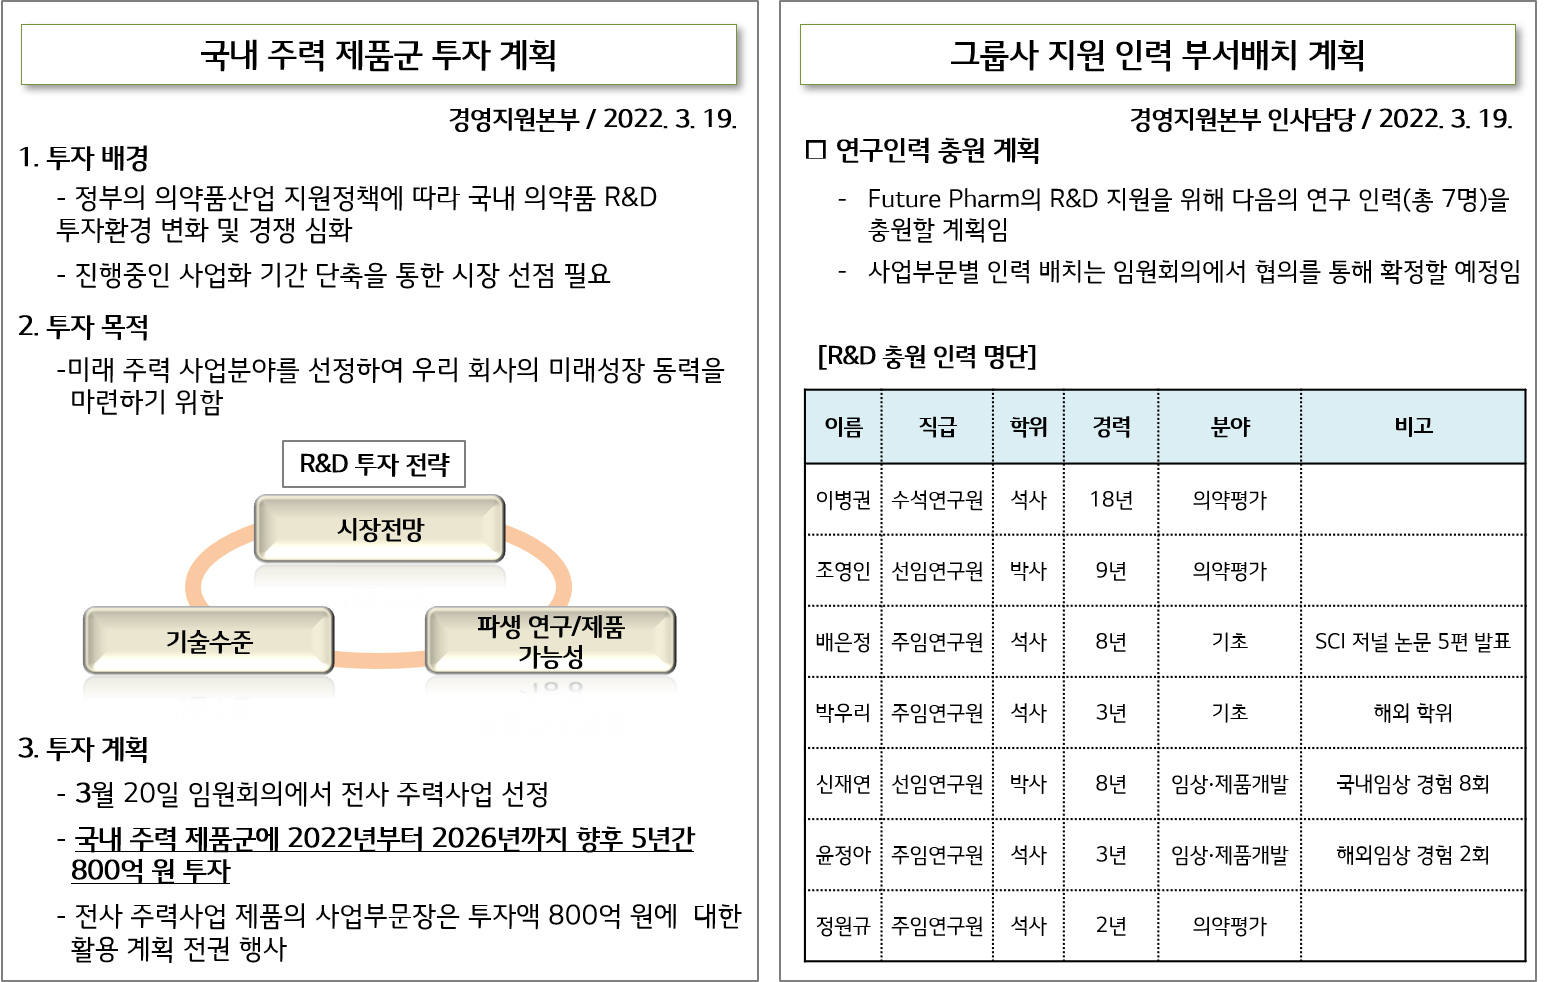 국내 주력 제품군 투자 계획
경영지원본부 / 2022. 3. 19.
1. 투자 배경
- 정부의 의약품산업 지원정책에 따라 국내 의약품 R&D
투자환경 변화 및 경쟁 심화
- 진행중인 사업화 기간 단축을 통한 시장 선점 필요
2. 투자 목적
-미래 주력 사업분야를 선정하여 우리 회사의 미래성장 동력을
마련하기 위함
R&D 투자 전략
시장전망
기술수준
파생 연구/제품
가능성
3. 투자 계획
- 3월 20일 임원회의에서 전사 주력사업 선정
- 국내 주력 제품군에 2022년부터 2026년까지 향후 5년간
800억 원 투자
- 전사 주력사업 제품의 사업부문장은 투자액 800억 원에 대한
활용 계획 전권 행사
그룹사 지원 인력 부서배치 계획
경영지원본부 인사담당 / 2022. 3. 19.
□ 연구인력 충원 계획
- Future Pharm의 R&D 지원을 위해 다음의 연구 인력(총 7명)을
충원할 계획임
- 사업부문별 인력 배치는 임원회의에서 협의를 통해 확정할 예정임
[R&D 충원 인력 명단]
이름 직급 학위 경력 분야 비고
이병권 수석연구원 석사 18년 의약평가
조영인 선임연구원 박사 9년 의약평가
배은정 주임연구원 석사 8년 기초 SCI 저널 논문 5편 발표
박우리 주임연구원 석사 3년 기초 해외 학위
신재연 선임연구원 박사 8년 임상·제품개발 국내임상 경험 8회
윤정아 주임연구원 석사 3년 임상·제품개발 해외임상 경험 2회
정원규 주임연구원 석사 2년 의약평가